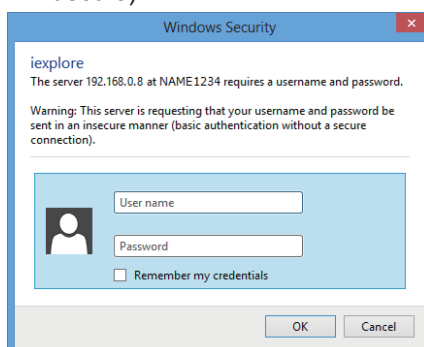 Windows Security
iexplore
The server 192.168.0.8 at NAME1234 requires a username and password.
Warning: This server is requesting that your username and password be
sent in an insecure manner (basic authentication without a secure
connection).
User name
Password
Remember my credentials
OK Cancel